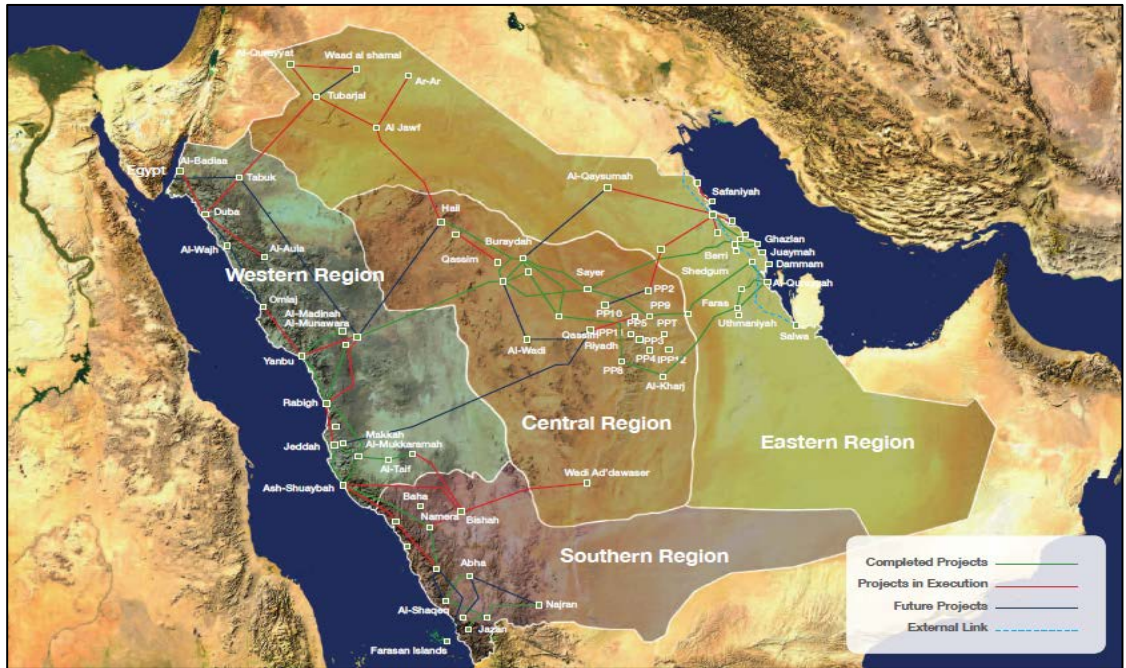 Al-Qurayyat
Waad al shamal
Ar-Ar
Tubarjal
Al Jawf
Egypt
Al-Badiaa
Tabuk
Al-Qaysumah
Safaniyah
Duba
Hail
Al-Wajh
Al-Aula
Buraydah
Ghazlan
Western Region
Qassim
Berri
Juaymah
Sayer
Shedgum
Dammam
Omlaj
PP2
Al-Qurayah
Al-Madinah
Al-Munawara
PP10
PP9
Faras
Qassim
PP11
PP5
PPT
Uthmaniyah
Salwa
Yanbu
Al-Wadi
Riyadh
PP3
PP4
PP12
PP8
Al-Kharj
Rabigh
Central Region
Eastern Region
Jeddah
Makkah
Al-Mukkaramah
Al-Taif
Wadi Ad'dawaser
Ash-Shuaybah
Baha
Namera
Bishah
Southern Region
Abha
Al-Shaqeq
Najran
Jazan
Farasan Islands
Completed Projects
Projects in Execution
Future Projects
External Link